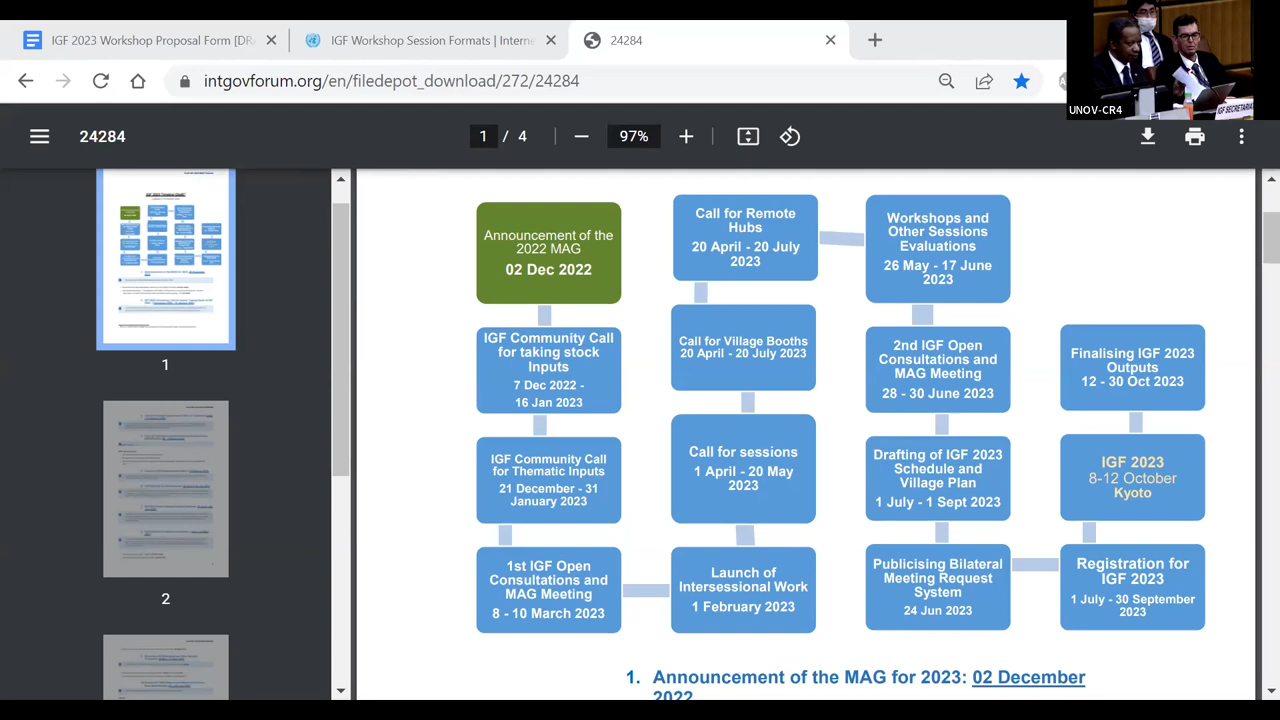 IGF 2023 Workshop Proposal Form [DR
IGF Workshop Session Formats | Interne
24284
intgovforum.org/en/filedepot_download/272/24284
UNOV-CR4
IGF SECRETARIAT
24284
1 / 4
97%
1
2
Announcement of the
2022 MAG
02 Dec 2022
IGF Community Call
for taking stock
Inputs
7 Dec 2022 -
16 Jan 2023
IGF Community Call
for Thematic Inputs
21 December - 31
January 2023
1st IGF Open
Consultations and
MAG Meeting
8 - 10 March 2023
Launch of
Intersessional Work
1 February 2023
Call for sessions
1 April - 20 May
2023
Call for Village Booths
20 April - 20 July 2023
Call for Remote
Hubs
20 April - 20 July
2023
Workshops and
Other Sessions
Evaluations
26 May - 17 June
2023
2nd IGF Open
Consultations and
MAG Meeting
28 - 30 June 2023
Drafting of IGF 2023
Schedule and
Village Plan
1 July - 1 Sept 2023
Publicising Bilateral
Meeting Request
System
24 Jun 2023
Registration for
IGF 2023
1 July - 30 September
2023
IGF 2023
8-12 October
Kyoto
Finalising IGF 2023
Outputs
12 - 30 Oct 2023
1. Announcement of the MAG for 2023: 02 December
2022